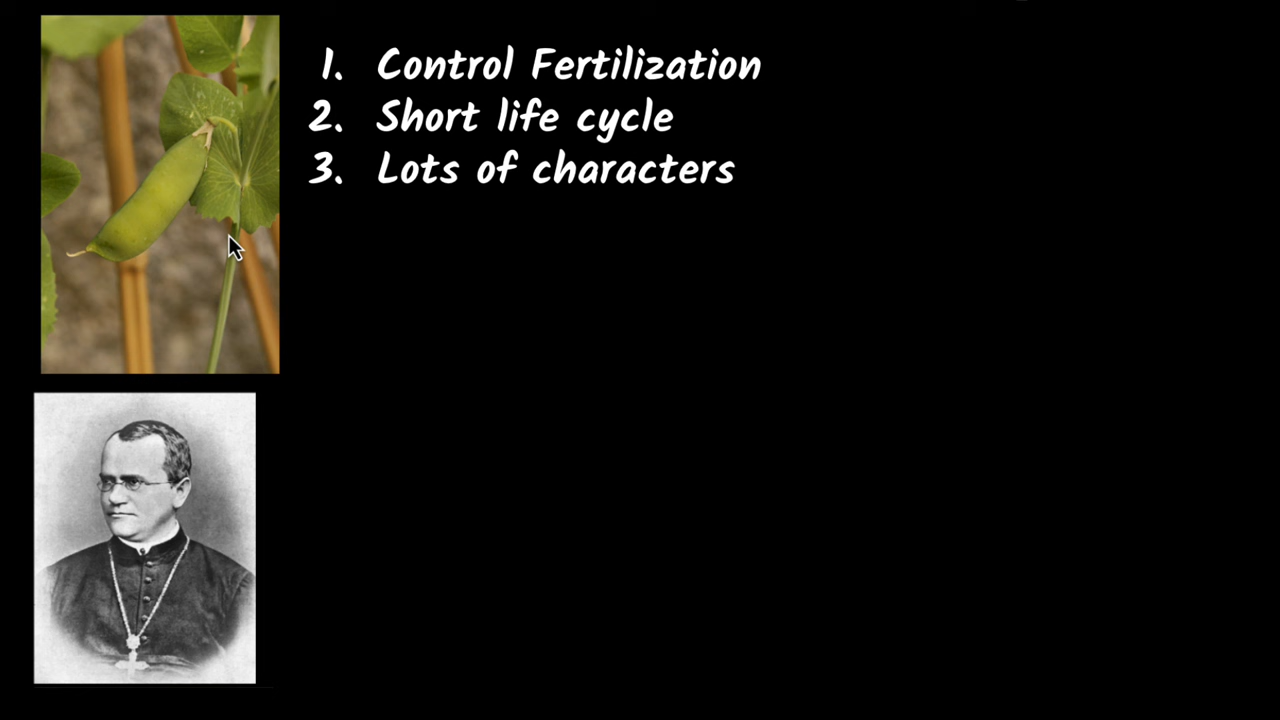 1. Control Fertilization
2. Short life cycle
3. Lots of characters